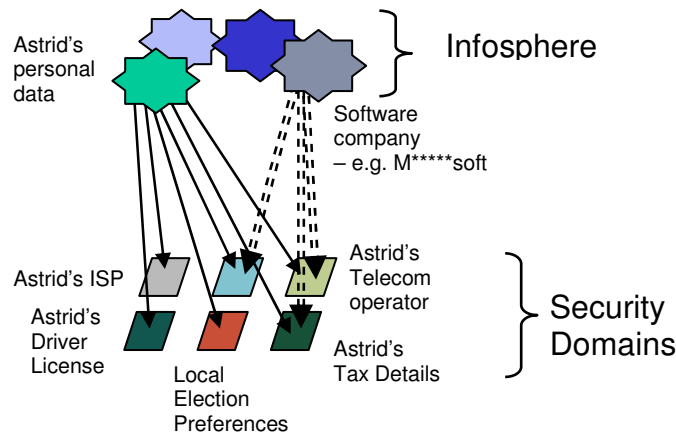 Astrid's
personal
data
Infosphere
Software
company
– e.g. M*****soft
Astrid's ISP
Astrid's
Telecom
operator
Astrid's
Driver
License
Local
Election
Preferences
Astrid's
Tax Details
Security
Domains